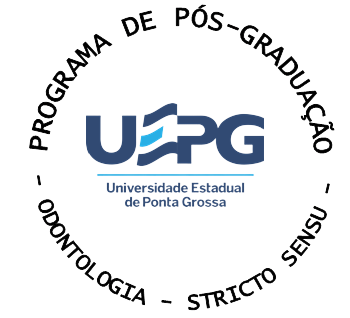 PROGRAMA DE PÓS-GRADUAÇÃO
UEPG
Universidade Estadual
de Ponta Grossa
- ODONTOLOGIA - STRICTO SENSU -